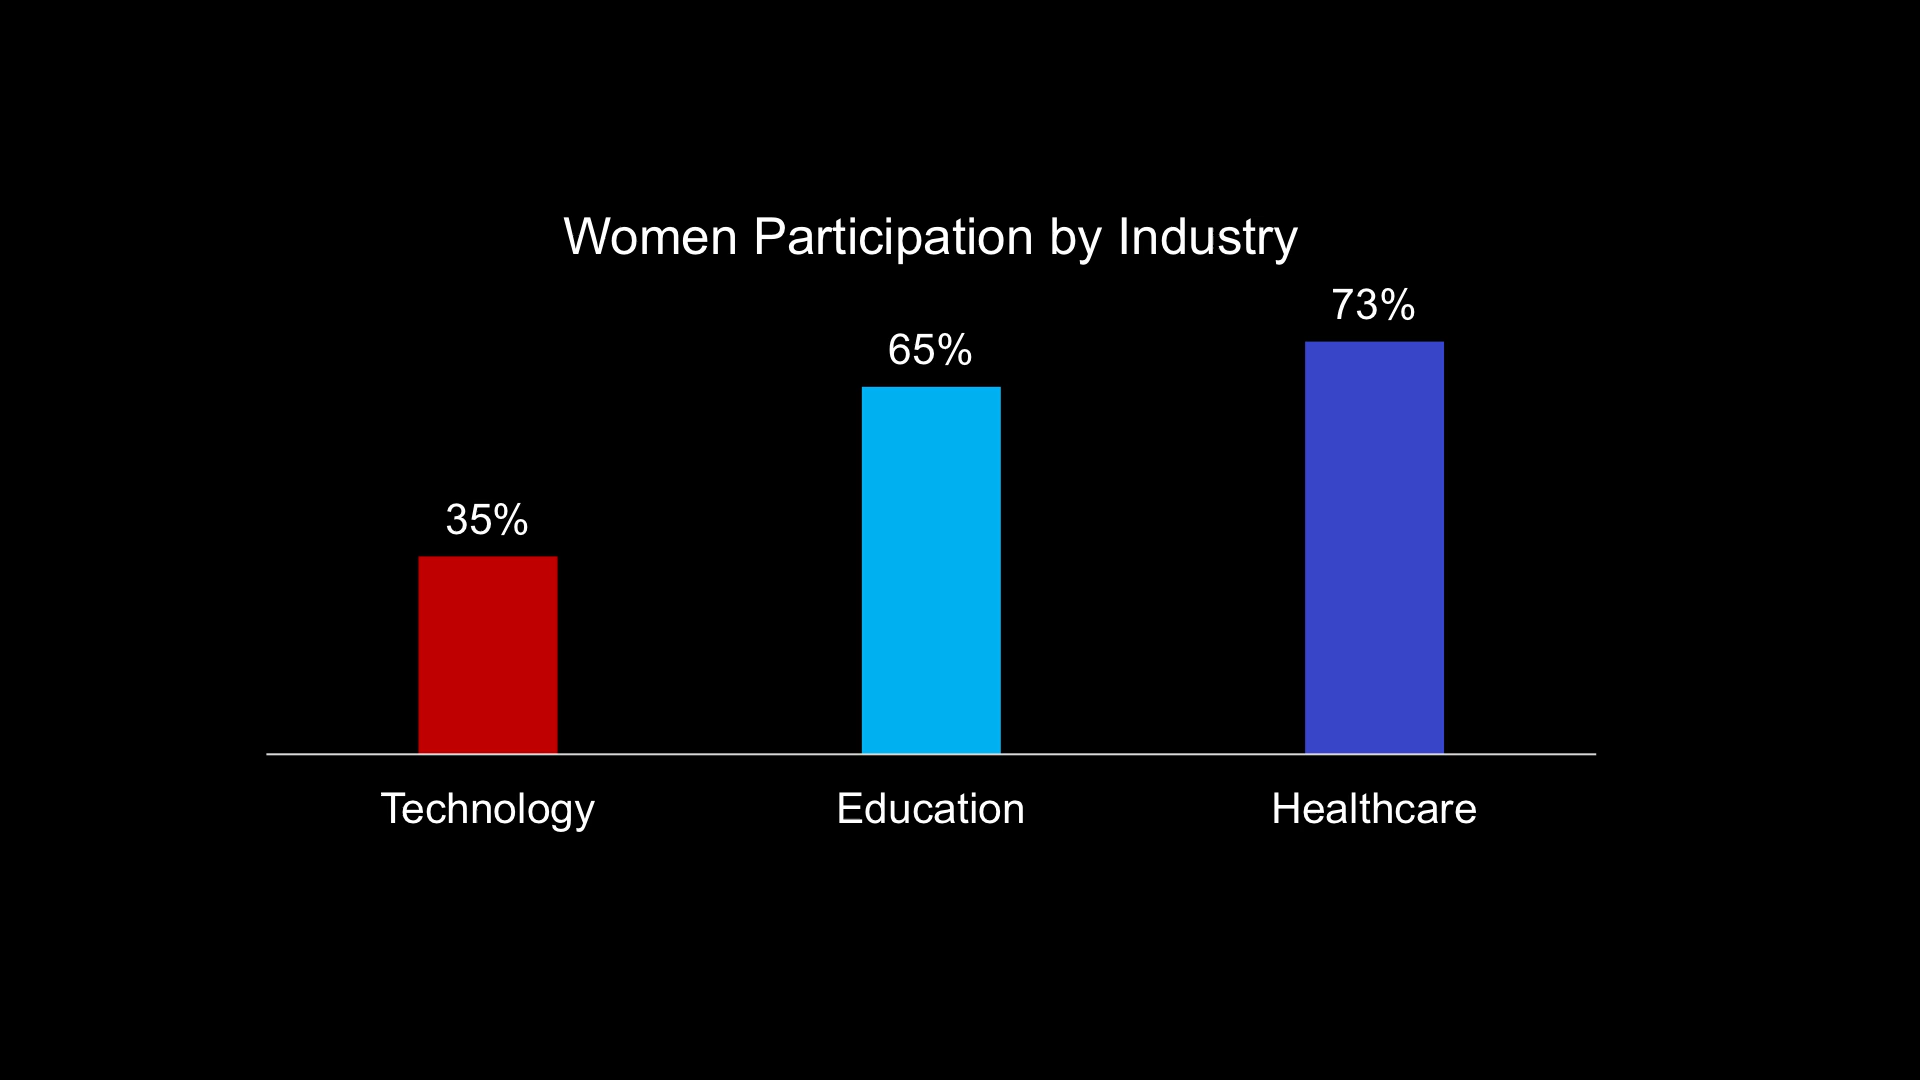 Women Participation by Industry
73%
65%
35%
Technology Education Healthcare